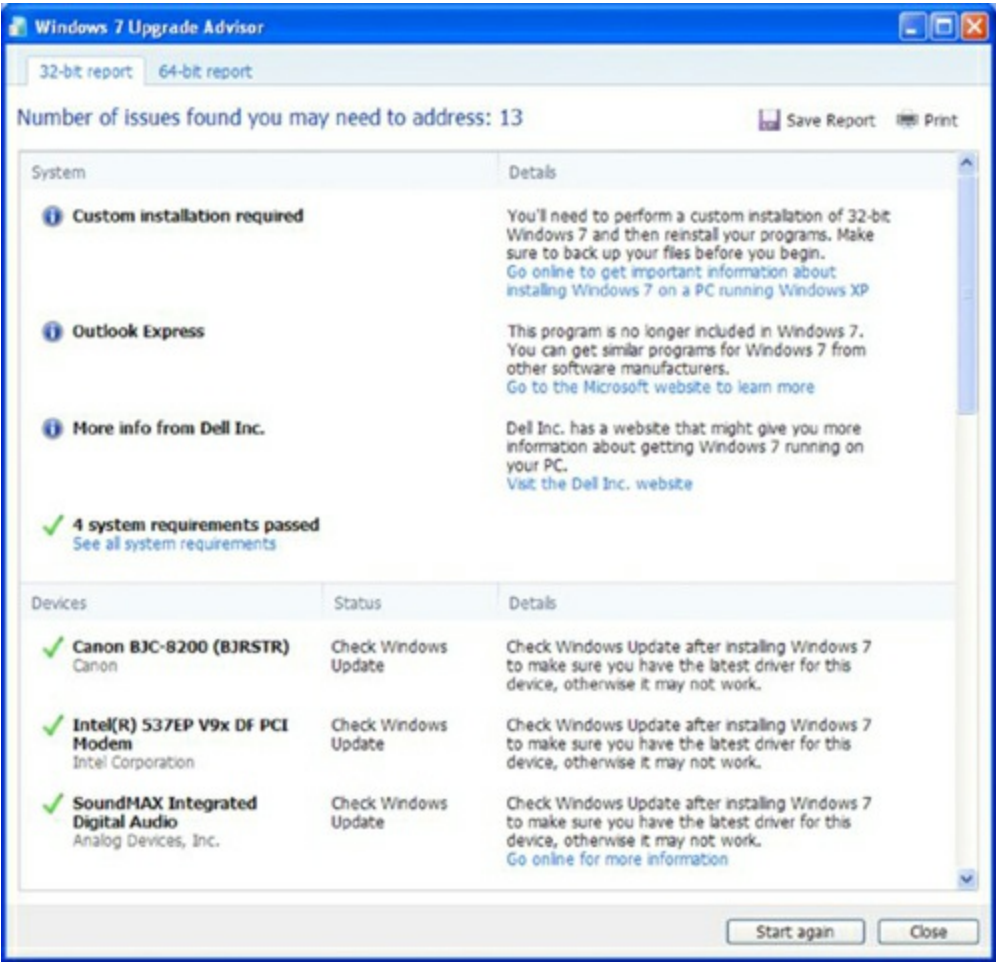 Windows 7 Upgrade Advisor
32-bit report 64-bit report
Number of issues found you may need to address: 13
Save Report Print
System Details
Custom installation required
You'll need to perform a custom installation of 32-bit
Windows 7 and then reinstall your programs. Make
sure to back up your files before you begin.
Go online to get important information about
installing Windows 7 on a PC running Windows XP
Outlook Express
This program is no longer included in Windows 7.
You can get similar programs for Windows 7 from
other software manufacturers.
Go to the Microsoft website to learn more
More info from Dell Inc.
Dell Inc. has a website that might give you more
information about getting Windows 7 running on
your PC.
Visit the Dell Inc. website
4 system requirements passed
See all system requirements
Devices Status Details
Canon BJC-8200 (BJRSTR)
Canon
Check Windows
Update
Check Windows Update after installing Windows 7
to make sure you have the latest driver for this
device, otherwise it may not work.
Intel(R) 537EP V9x DF PCI
Modem
Intel Corporation
Check Windows
Update
Check Windows Update after installing Windows 7
to make sure you have the latest driver for this
device, otherwise it may not work.
SoundMAX Integrated
Digital Audio
Analog Devices, Inc.
Check Windows
Update
Check Windows Update after installing Windows 7
to make sure you have the latest driver for this
device, otherwise it may not work.
Go online for more information
Start again Close